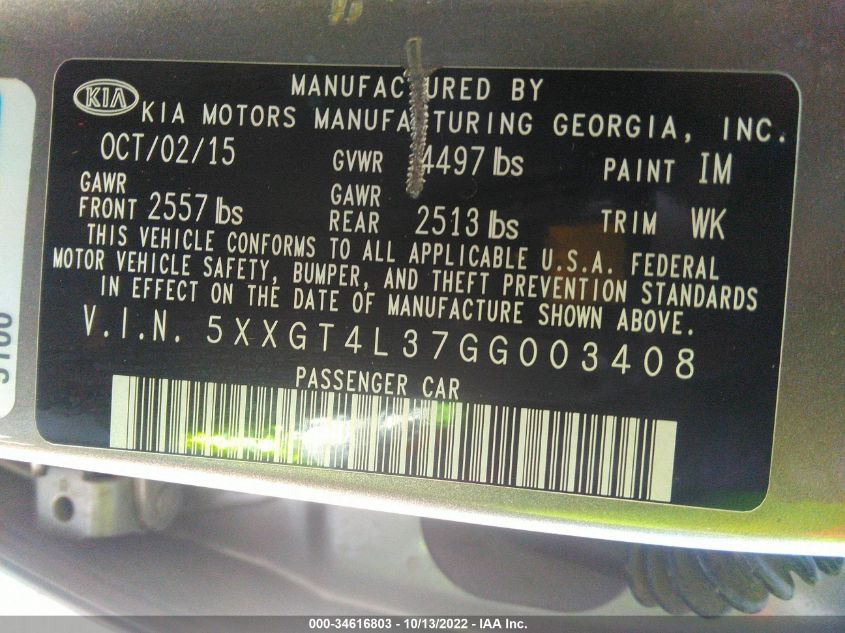 MANUFACTURED BY
KIA KIA MOTORS MANUFACTURING GEORGIA, INC.
OCT/02/15 GVWR 4497 lbs PAINT IM
GAWR GAWR
FRONT 2557 lbs REAR 2513 lbs TRIM WK
THIS VEHICLE CONFORMS TO ALL APPLICABLE U.S.A. FEDERAL
MOTOR VEHICLE SAFETY, BUMPER, AND THEFT PREVENTION STANDARDS
IN EFFECT ON THE DATE OF MANUFACTURE SHOWN ABOVE.
V.I.N. 5XXGT4L37GG003408
PASSENGER CAR
000-34616803 - 10/13/2022 - IAA Inc.